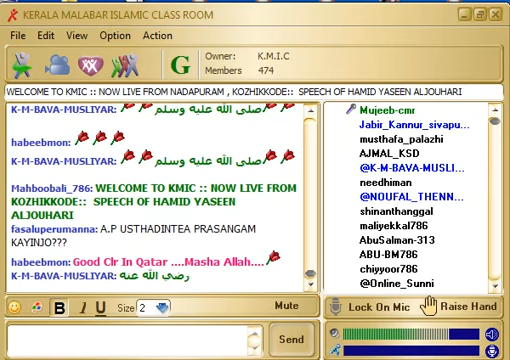 KERALA MALABAR ISLAMIC CLASS ROOM
File Edit View Option Action
G Owner: K.M.I.C
Members 474
WELCOME TO KMIC :: NOW LIVE FROM NADAPURAM , KOZHIKKODE:: SPEECH OF HAMID YASEEN ALJOUHARI
K-M-BAVA-MUSLIYAR: صلى الله عليه وسلم
habeebmon:
K-M-BAVA-MUSLIYAR: صلى الله عليه وسلم
Mahboobali_786: WELCOME TO KMIC :: NOW LIVE FROM
KOZHIKKODE:: SPEECH OF HAMID YASEEN
ALJOUHARI
fasaluperumanna: A.P USTHADINTEA PRASANGAM
KAYINJO???
habeebmon: Good Clr In Qatar ....Masha Allah....
K-M-BAVA-MUSLIYAR: رضي الله عنه
Mujeeb-cmr
Jabir_Kannur_sivapu...
musthafa_palazhi
AJMAL_KSD
@K-M-BAVA-MUSLI...
needhiman
@NOUFAL_THENN...
shinanthanggal
maliyekkal786
AbuSalman-313
ABU-BM786
chiyyoor786
@Online_Sunni
B I U Size 2 Mute
Lock On Mic Raise Hand
Send